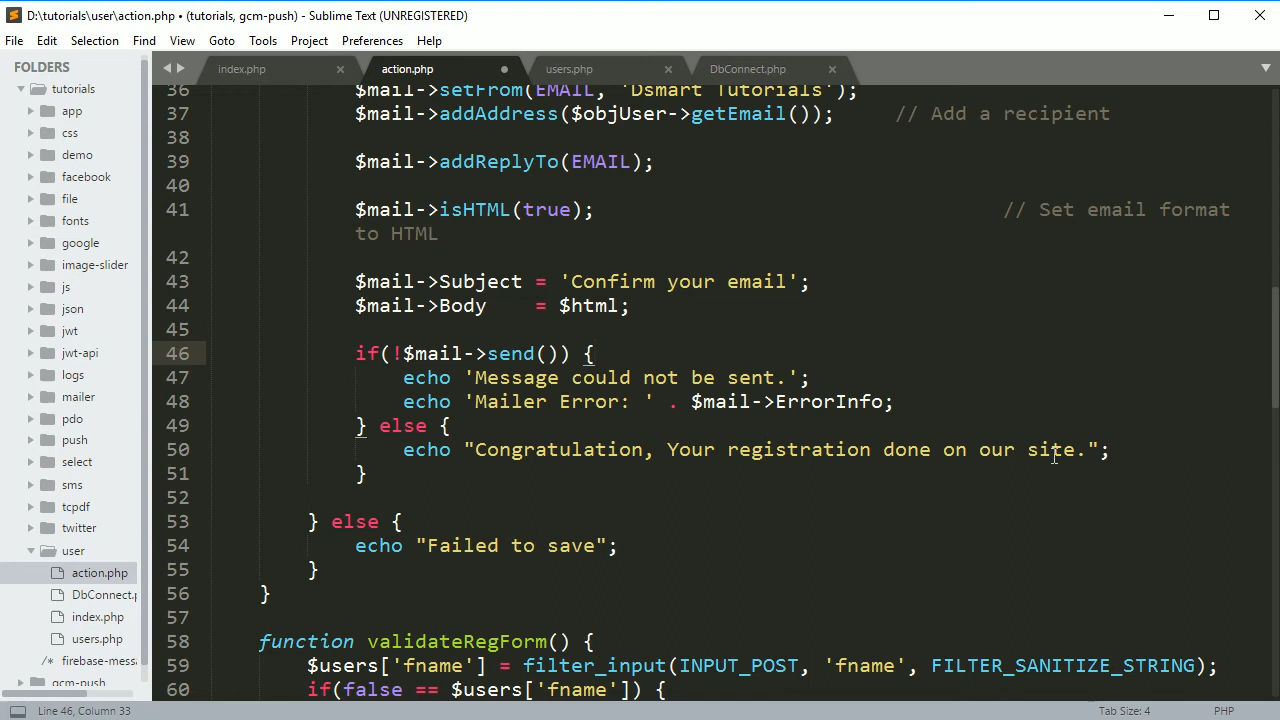 D:\tutorials\user\action.php • (tutorials, gcm-push) - Sublime Text (UNREGISTERED)
File Edit Selection Find View Goto Tools Project Preferences Help
FOLDERS
tutorials
app
css
demo
facebook
file
fonts
google
image-slider
js
json
jwt
jwt-api
logs
mailer
pdo
push
select
sms
tcpdf
twitter
user
action.php
DbConnect.p
index.php
users.php
/* firebase-messa
gcm-push
index.php action.php users.php DbConnect.php
36 $mail->setFrom(EMAIL, 'Dsmart Tutorials');
37 $mail->addAddress($objUser->getEmail()); // Add a recipient
38
39 $mail->addReplyTo(EMAIL);
40
41 $mail->isHTML(true); // Set email format
to HTML
42
43 $mail->Subject = 'Confirm your email';
44 $mail->Body = $html;
45
46 if(!$mail->send()) {
47 echo 'Message could not be sent.';
48 echo 'Mailer Error: ' . $mail->ErrorInfo;
49 } else {
50 echo "Congratulation, Your registration done on our site.";
51 }
52
53 } else {
54 echo "Failed to save";
55 }
56 }
57
58 function validateRegForm() {
59 $users['fname'] = filter_input(INPUT_POST, 'fname', FILTER_SANITIZE_STRING);
60 if(false == $users['fname']) {
Line 46, Column 33 Tab Size: 4 PHP